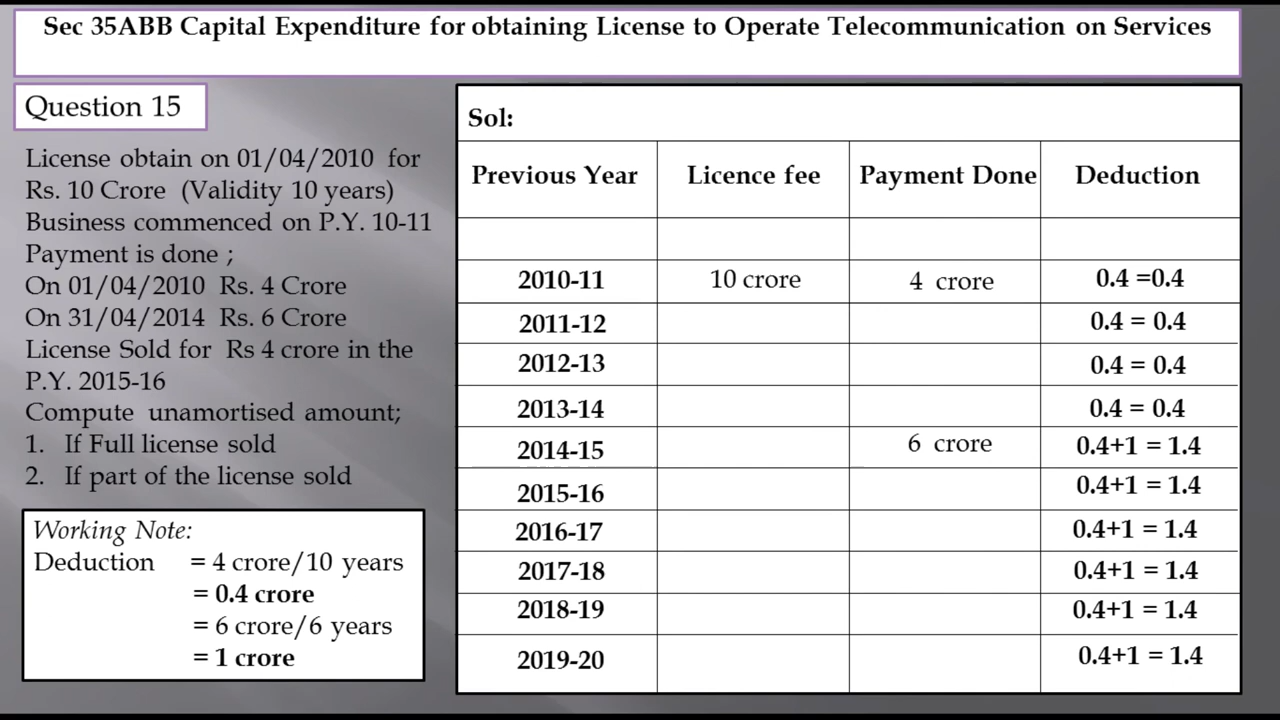 Sec 35ABB Capital Expenditure for obtaining License to Operate Telecommunication on Services
Question 15
License obtain on 01/04/2010 for
Rs. 10 Crore (Validity 10 years)
Business commenced on P.Y. 10-11
Payment is done ;
On 01/04/2010 Rs. 4 Crore
On 31/04/2014 Rs. 6 Crore
License Sold for Rs 4 crore in the
P.Y. 2015-16
Compute unamortised amount;
1. If Full license sold
2. If part of the license sold
Working Note:
Deduction = 4 crore/10 years
= 0.4 crore
= 6 crore/6 years
= 1 crore
Sol:
Previous Year Licence fee Payment Done Deduction
2010-11 10 crore 4 crore 0.4 =0.4
2011-12 0.4 = 0.4
2012-13 0.4 = 0.4
2013-14 0.4 = 0.4
2014-15 6 crore 0.4+1 = 1.4
2015-16 0.4+1 = 1.4
2016-17 0.4+1 = 1.4
2017-18 0.4+1 = 1.4
2018-19 0.4+1 = 1.4
2019-20 0.4+1 = 1.4